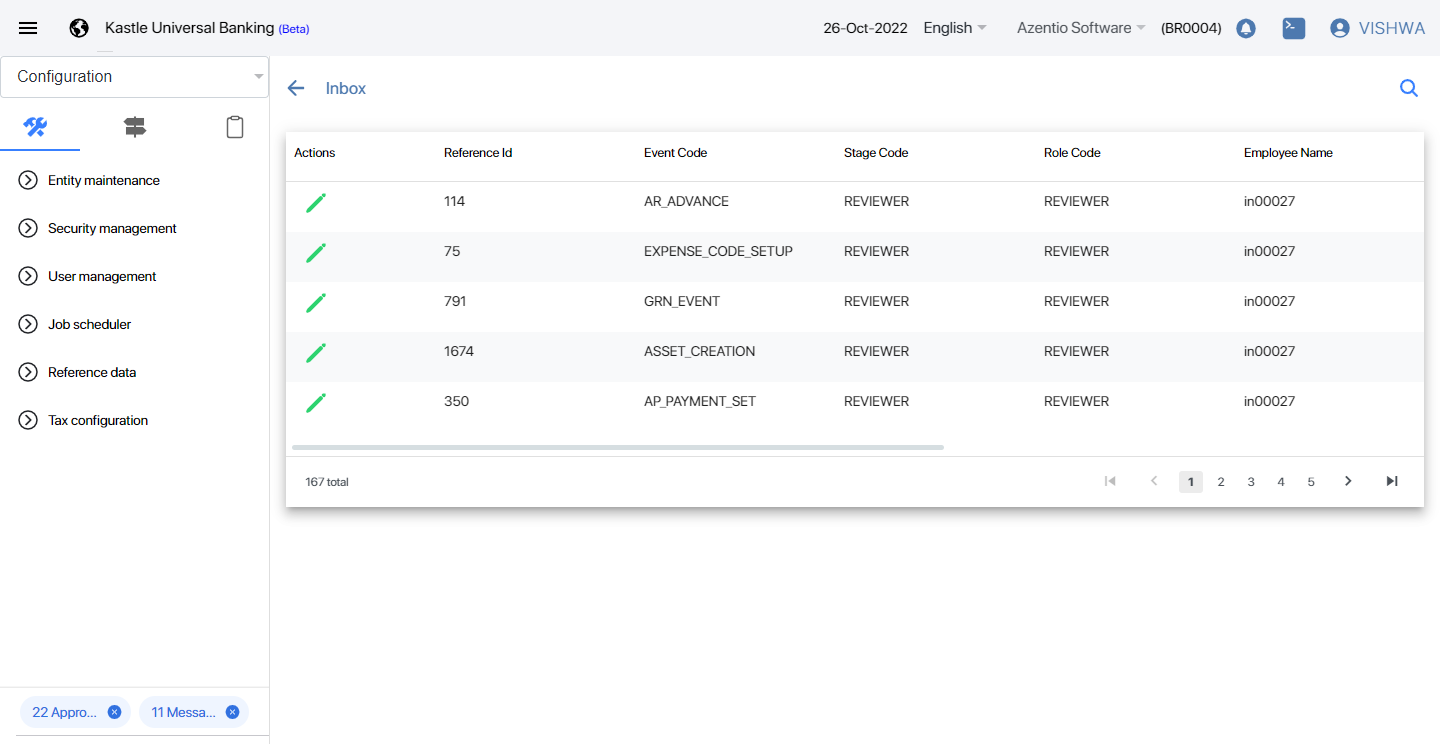 Kastle Universal Banking (Beta) 26-Oct-2022 English Azentio Software (BR0004) VISHWA
Configuration
Entity maintenance
Security management
User management
Job scheduler
Reference data
Tax configuration
22 Appro... 11 Messa...
Inbox
Actions Reference Id Event Code Stage Code Role Code Employee Name
114 AR_ADVANCE REVIEWER REVIEWER in00027
75 EXPENSE_CODE_SETUP REVIEWER REVIEWER in00027
791 GRN_EVENT REVIEWER REVIEWER in00027
1674 ASSET_CREATION REVIEWER REVIEWER in00027
350 AP_PAYMENT_SET REVIEWER REVIEWER in00027
167 total 1 2 3 4 5